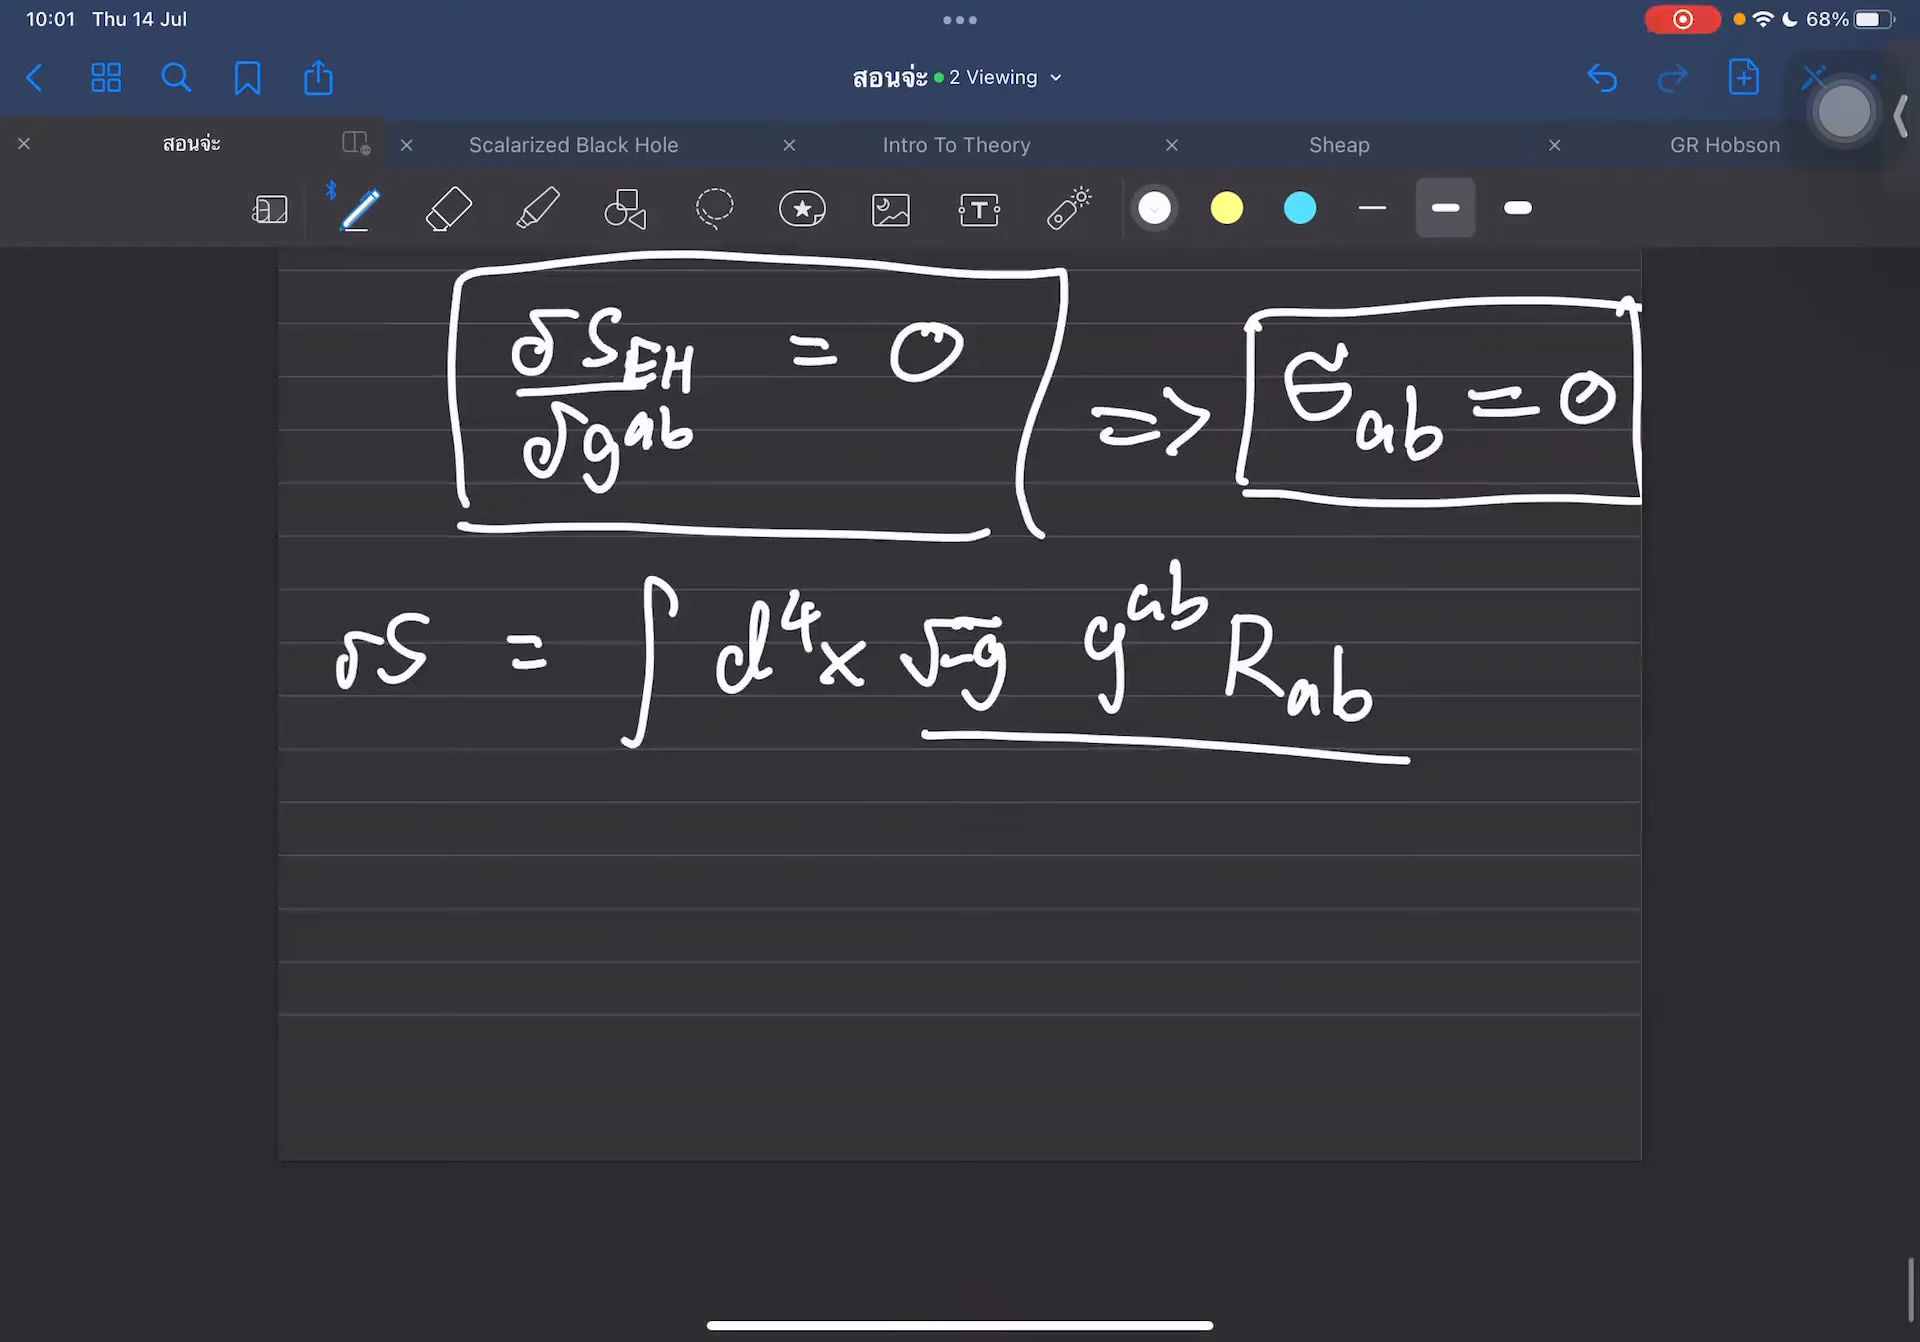 10:01 Thu 14 Jul 68%
สอนจ่ะ 2 Viewing
สอนจ่ะ Scalarized Black Hole Intro To Theory Sheap GR Hobson
T
δS_EH / δg^ab = 0 => G_ab = 0
δS = ∫ d⁴x √-g g^ab R_ab